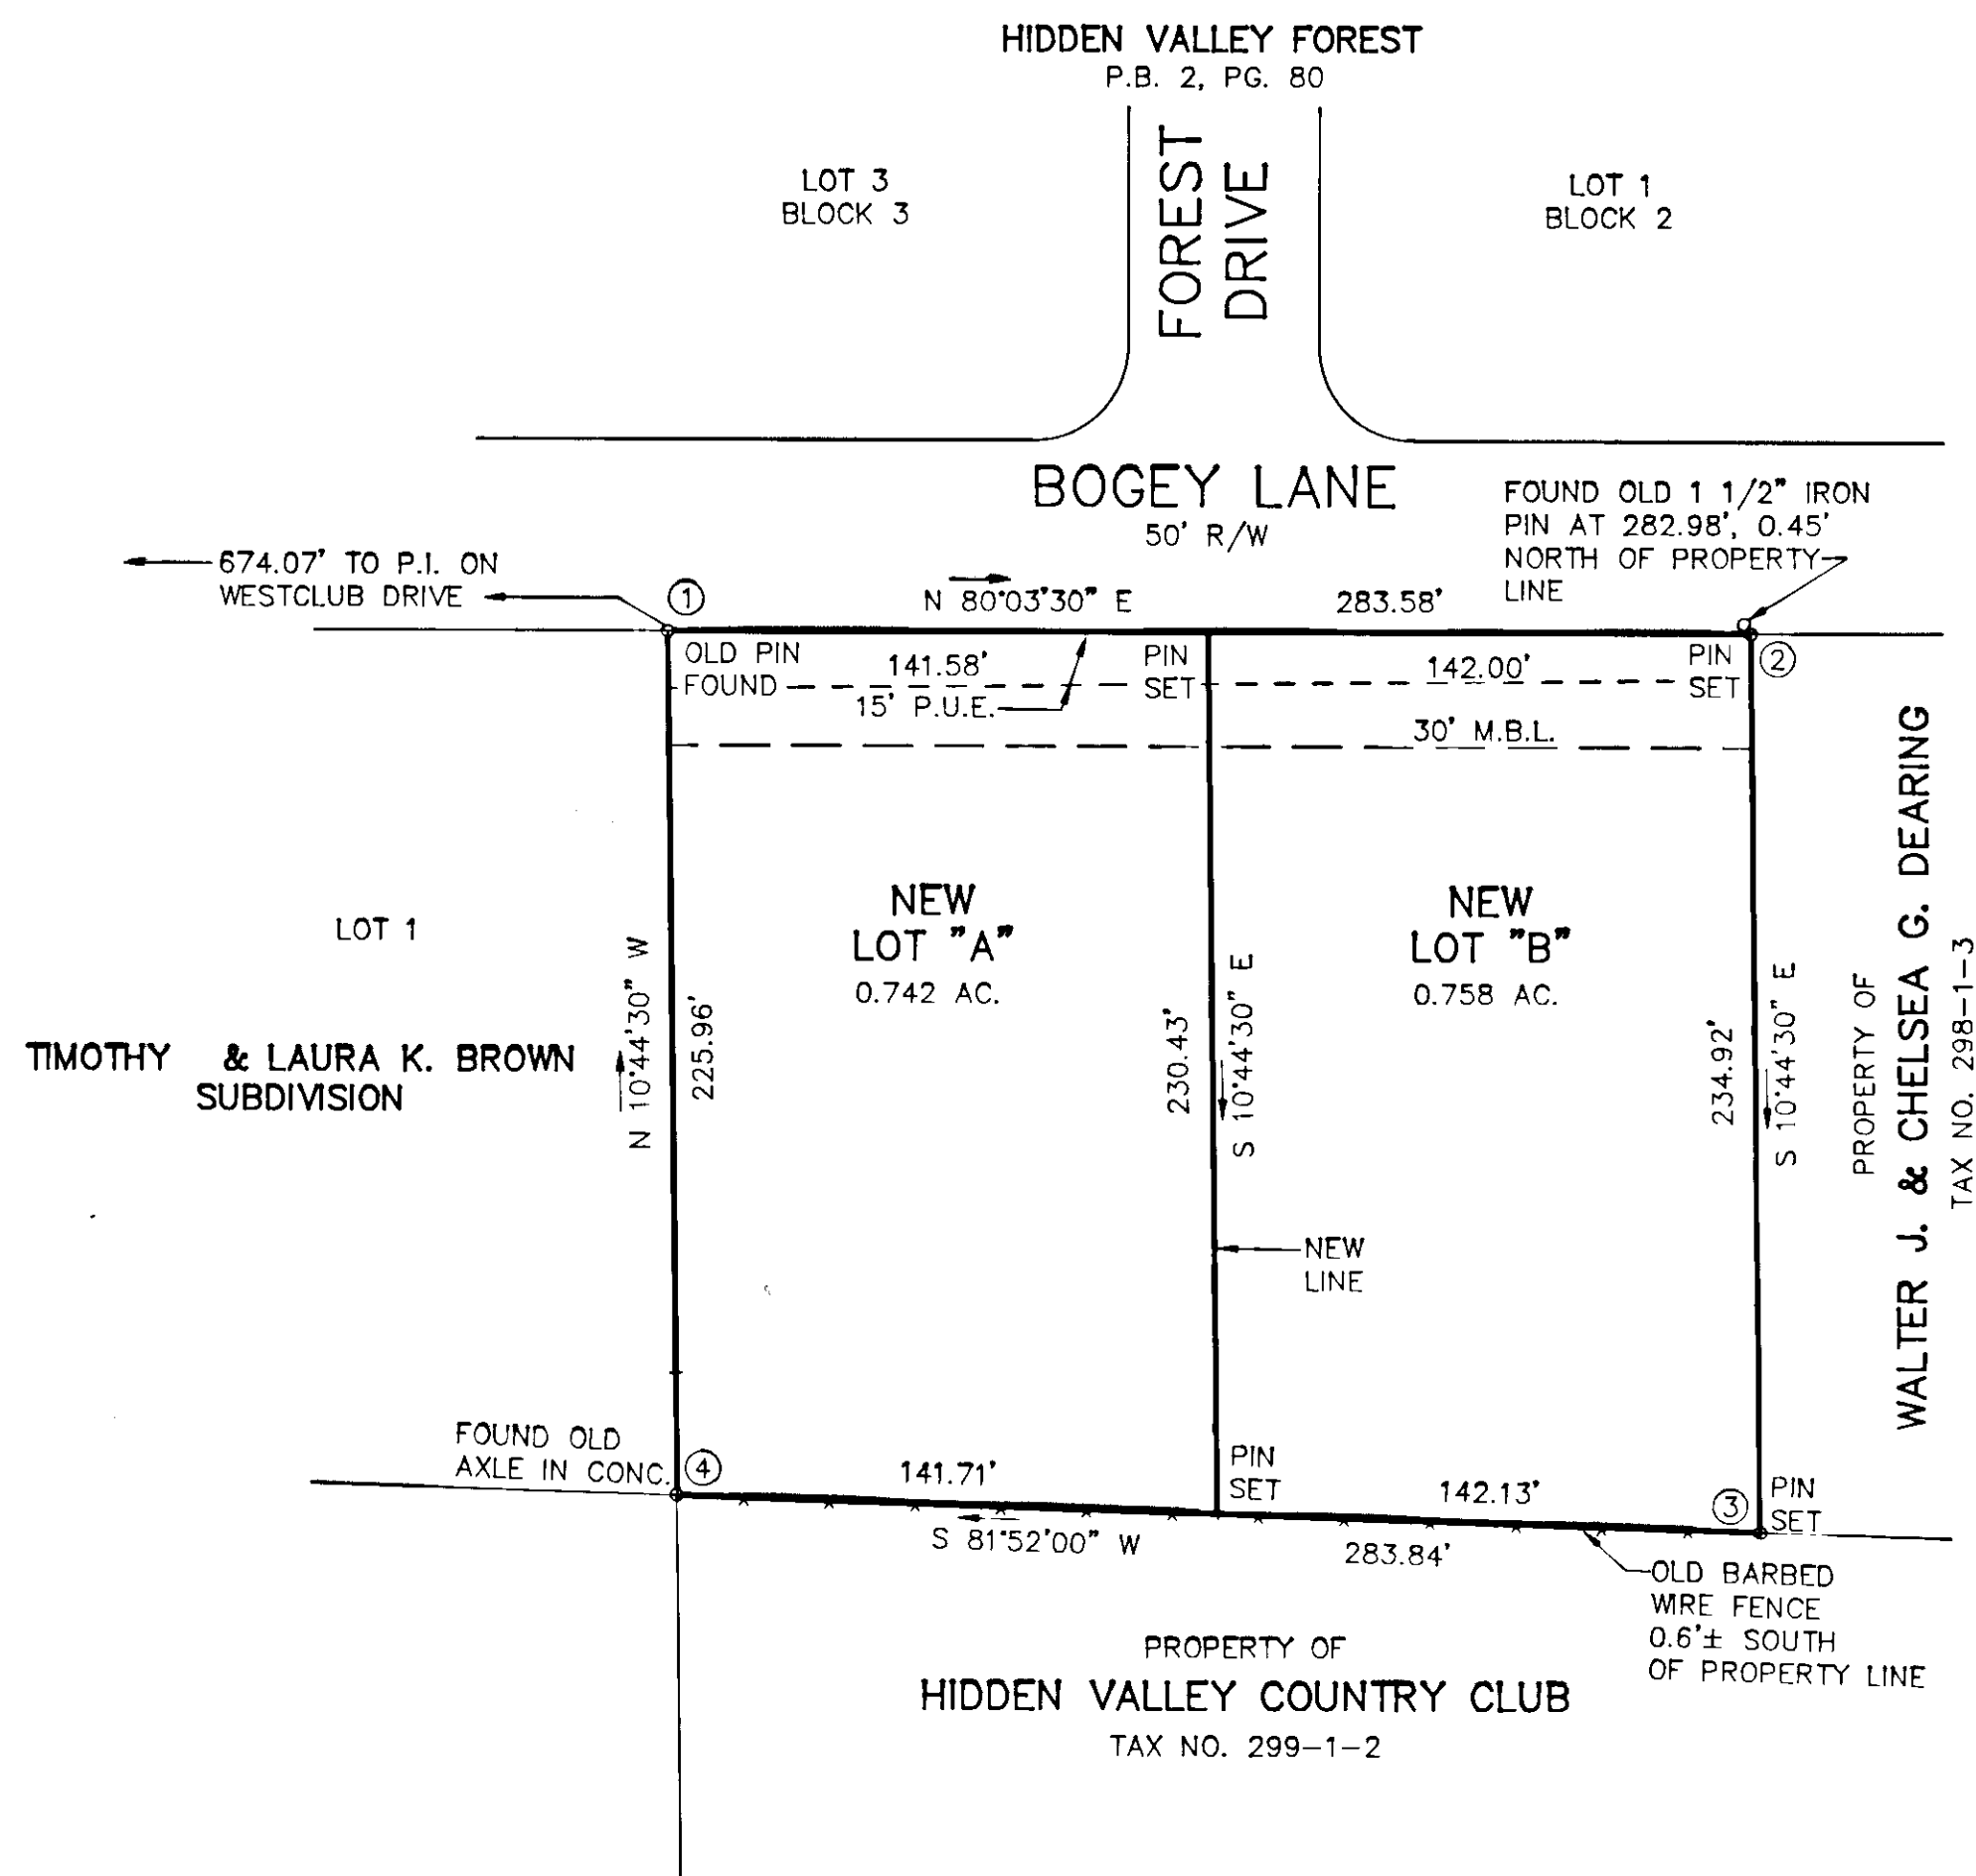 HIDDEN VALLEY FOREST
P.B. 2, PG. 80
FOREST
DRIVE
LOT 3
BLOCK 3
LOT 1
BLOCK 2
BOGEY LANE
50' R/W
FOUND OLD 1 1/2" IRON
PIN AT 282.98', 0.45'
NORTH OF PROPERTY
LINE
674.07' TO P.I. ON
WESTCLUB DRIVE
1
N 80°03'30" E
283.58'
OLD PIN
FOUND
141.58'
PIN
SET
142.00'
PIN
SET
2
15' P.U.E.
30' M.B.L.
NEW
LOT "A"
0.742 AC.
NEW
LOT "B"
0.758 AC.
LOT 1
TIMOTHY & LAURA K. BROWN
SUBDIVISION
N 10°44'30" W
225.96'
230.43'
S 10°44'30" E
234.92'
S 10°44'30" E
PROPERTY OF
WALTER J. & CHELSEA G. DEARING
TAX NO. 298-1-3
NEW
LINE
FOUND OLD
AXLE IN CONC.
4
141.71'
PIN
SET
142.13'
3
PIN
SET
S 81°52'00" W
283.84'
OLD BARBED
WIRE FENCE
0.6'± SOUTH
OF PROPERTY LINE
PROPERTY OF
HIDDEN VALLEY COUNTRY CLUB
TAX NO. 299-1-2